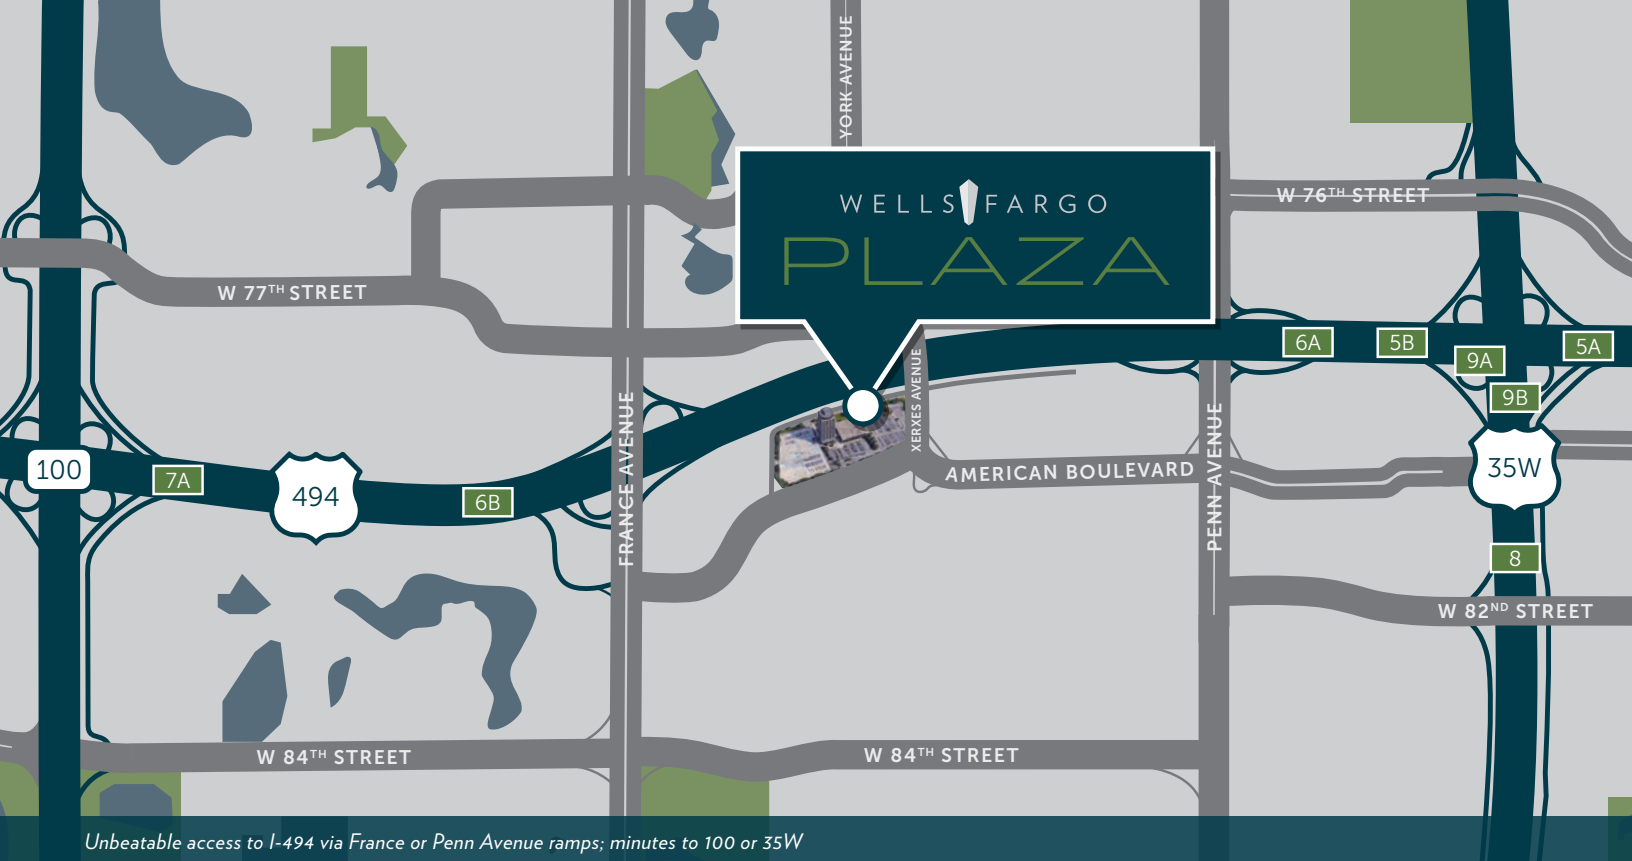 YORK AVENUE
W 76TH STREET
WELLS FARGO
PLAZA
W 77TH STREET
6A
5B
9A
5A
9B
XERXES AVENUE
FRANCE AVENUE
PENN AVENUE
100
7A
494
6B
AMERICAN BOULEVARD
35W
8
W 82ND STREET
W 84TH STREET
W 84TH STREET
Unbeatable access to I-494 via France or Penn Avenue ramps; minutes to 100 or 35W